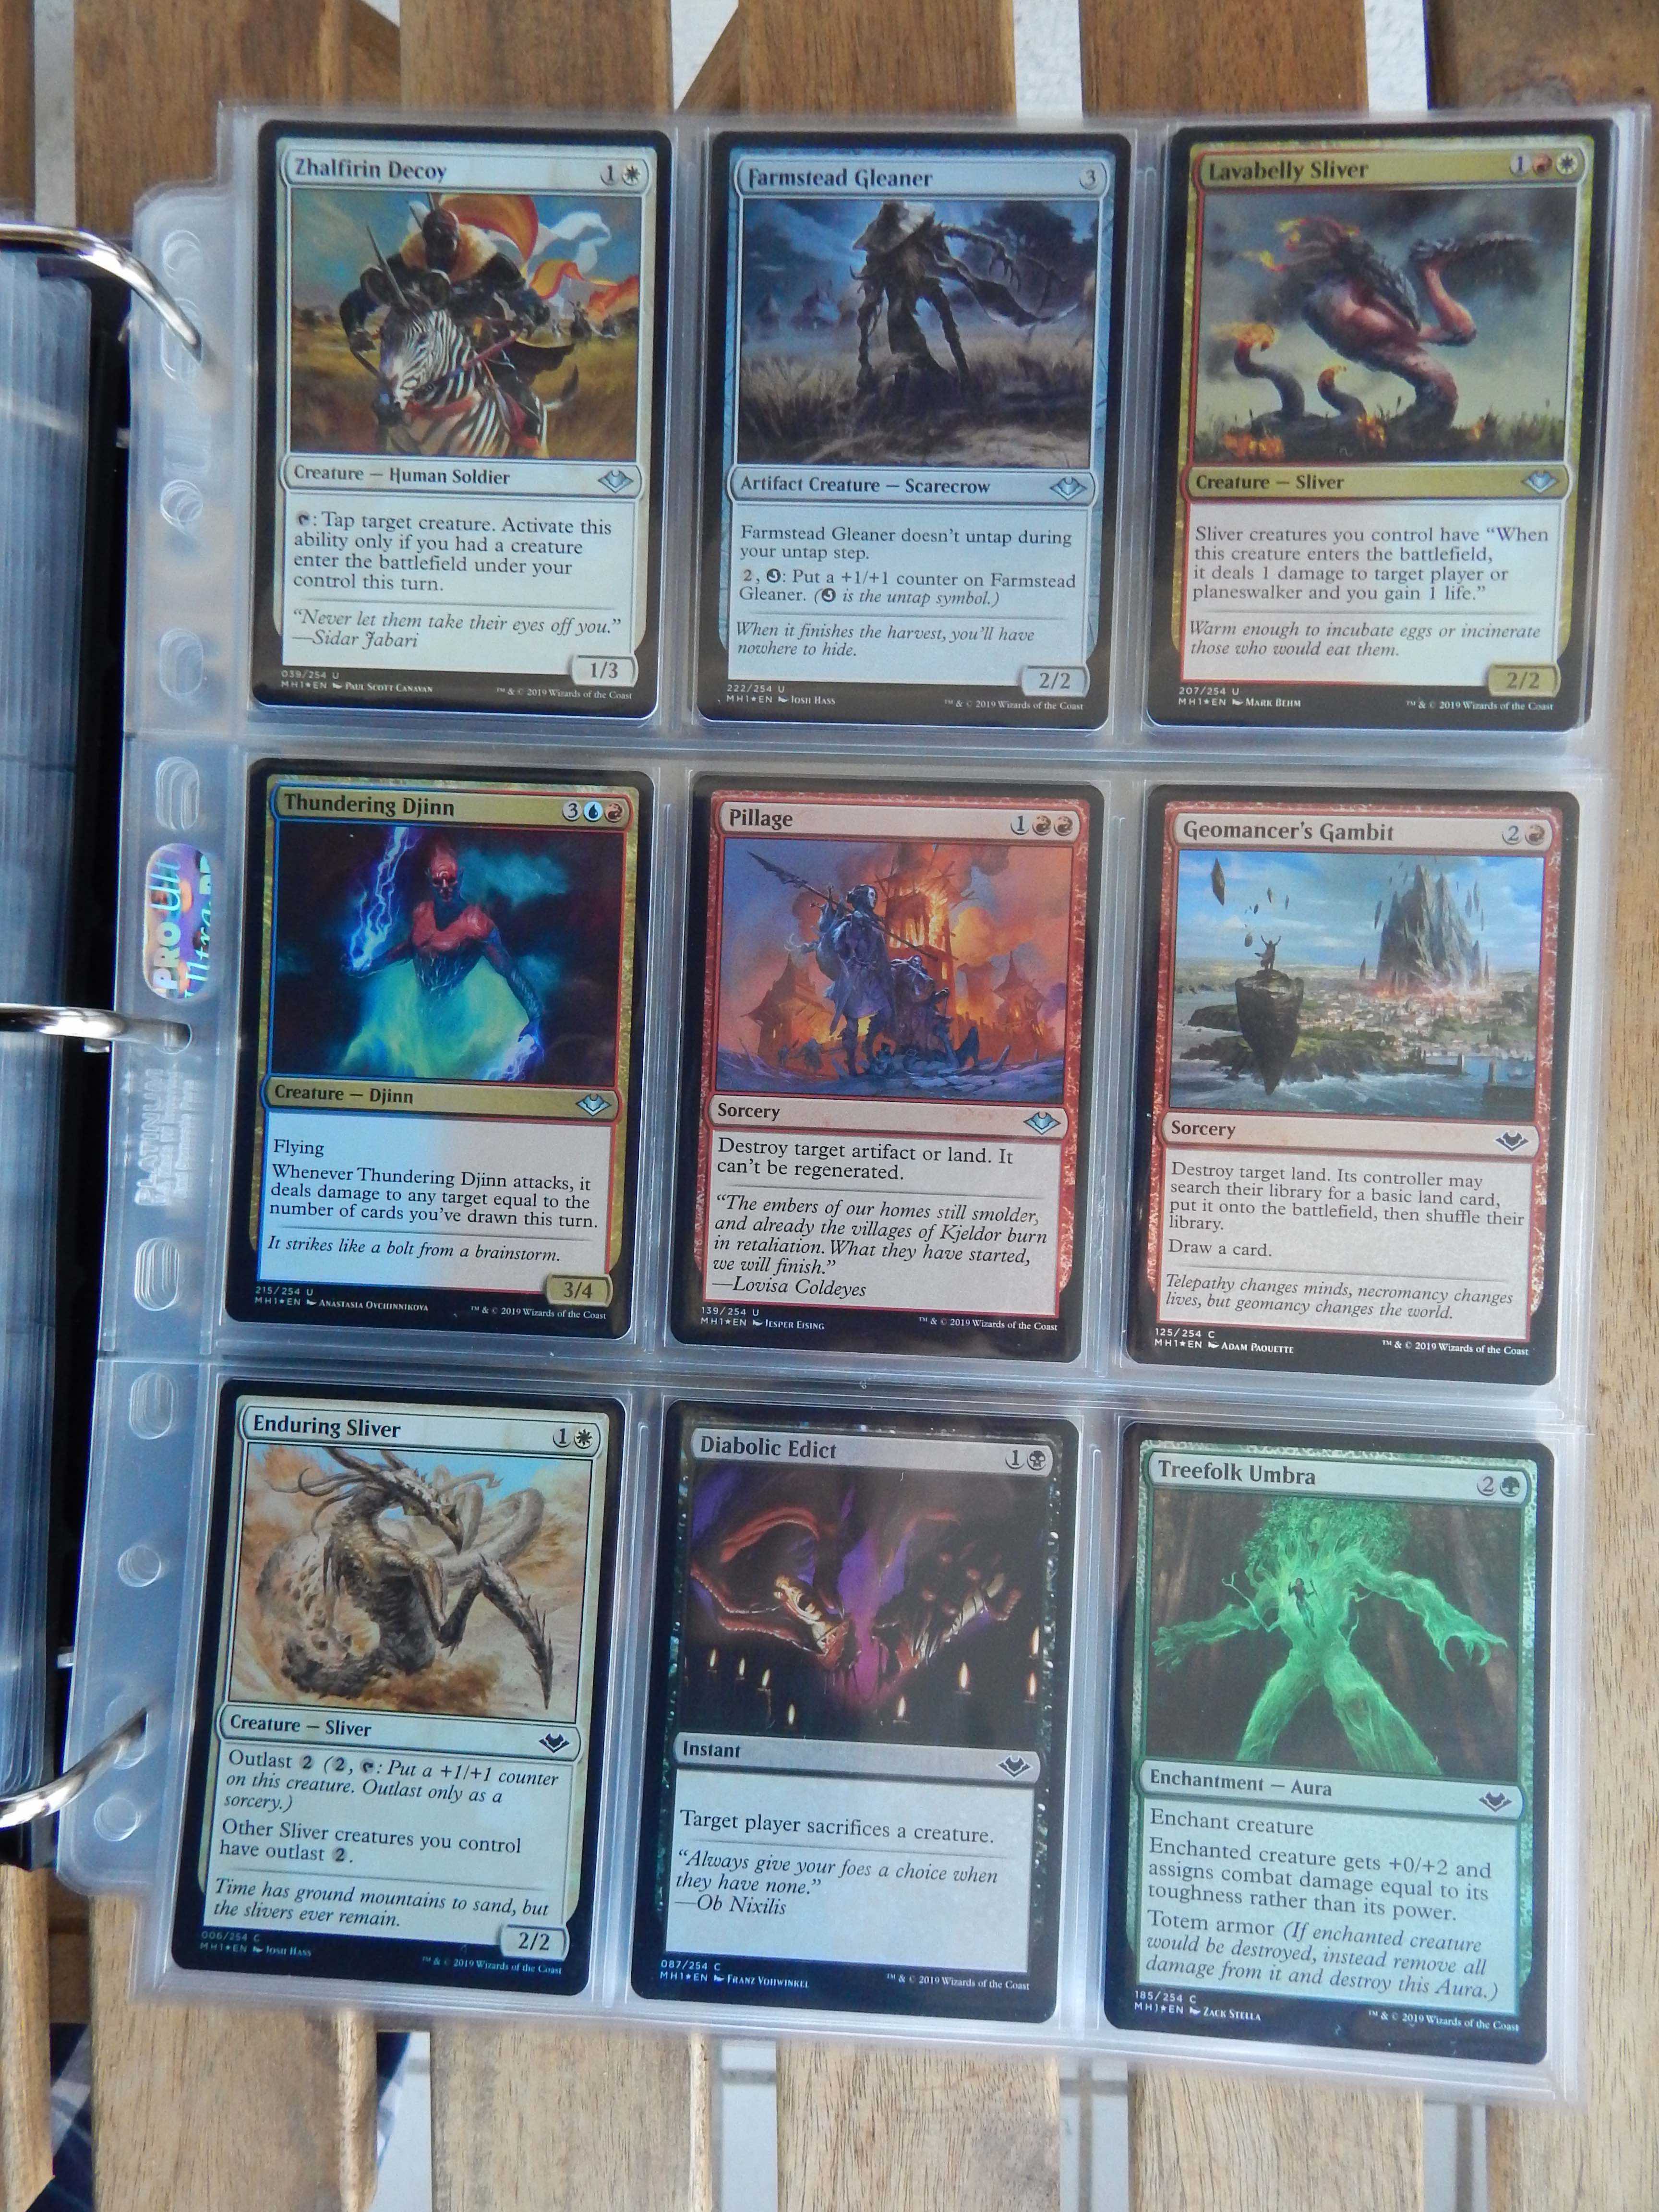 Zhalfirin Decoy
1
Creature — Human Soldier
: Tap target creature. Activate this
ability only if you had a creature
enter the battlefield under your
control this turn.
“Never let them take their eyes off you.”
—Sidar Jabari
1/3
039/254 U
MH1★EN PAUL SCOTT CANAVAN
™ & © 2019 Wizards of the Coast
Farmstead Gleaner
3
Artifact Creature — Scarecrow
Farmstead Gleaner doesn’t untap during
your untap step.
2, : Put a +1/+1 counter on Farmstead
Gleaner. ( is the untap symbol.)
When it finishes the harvest, you’ll have
nowhere to hide.
2/2
222/254 U
MH1★EN JOSH HASS
™ & © 2019 Wizards of the Coast
Lavabelly Sliver
1
Creature — Sliver
Sliver creatures you control have “When
this creature enters the battlefield,
it deals 1 damage to target player or
planeswalker and you gain 1 life.”
Warm enough to incubate eggs or incinerate
those who would eat them.
2/2
207/254 U
MH1★EN MARK BEHM
™ & © 2019 Wizards of the Coast
Thundering Djinn
3
Creature — Djinn
Flying
Whenever Thundering Djinn attacks, it
deals damage to any target equal to the
number of cards you’ve drawn this turn.
It strikes like a bolt from a brainstorm.
3/4
215/254 U
MH1★EN ANASTASIA OVCHINNIKOVA
™ & © 2019 Wizards of the Coast
Pillage
1
Sorcery
Destroy target artifact or land. It
can’t be regenerated.
“The embers of our homes still smolder,
and already the villages of Kjeldor burn
in retaliation. What they have started,
we will finish.”
—Lovisa Coldeyes
139/254 U
MH1★EN JESPER EJSING
™ & © 2019 Wizards of the Coast
Geomancer’s Gambit
2
Sorcery
Destroy target land. Its controller may
search their library for a basic land card,
put it onto the battlefield, then shuffle their
library.
Draw a card.
Telepathy changes minds, necromancy changes
lives, but geomancy changes the world.
125/254 C
MH1★EN ADAM PAQUETTE
™ & © 2019 Wizards of the Coast
Enduring Sliver
1
Creature — Sliver
Outlast 2 (2, : Put a +1/+1 counter
on this creature. Outlast only as a
sorcery.)
Other Sliver creatures you control
have outlast 2.
Time has ground mountains to sand, but
the slivers ever remain.
2/2
006/254 C
MH1★EN JOSH HASS
™ & © 2019 Wizards of the Coast
Diabolic Edict
1
Instant
Target player sacrifices a creature.
“Always give your foes a choice when
they have none.”
—Ob Nixilis
087/254 C
MH1★EN FRANZ VOHWINKEL
™ & © 2019 Wizards of the Coast
Treefolk Umbra
2
Enchantment — Aura
Enchant creature
Enchanted creature gets +0/+2 and
assigns combat damage equal to its
toughness rather than its power.
Totem armor (If enchanted creature
would be destroyed, instead remove all
damage from it and destroy this Aura.)
185/254 C
MH1★EN ZACK STELLA
™ & © 2019 Wizards of the Coast
PRO
Ultra
PLATINUM